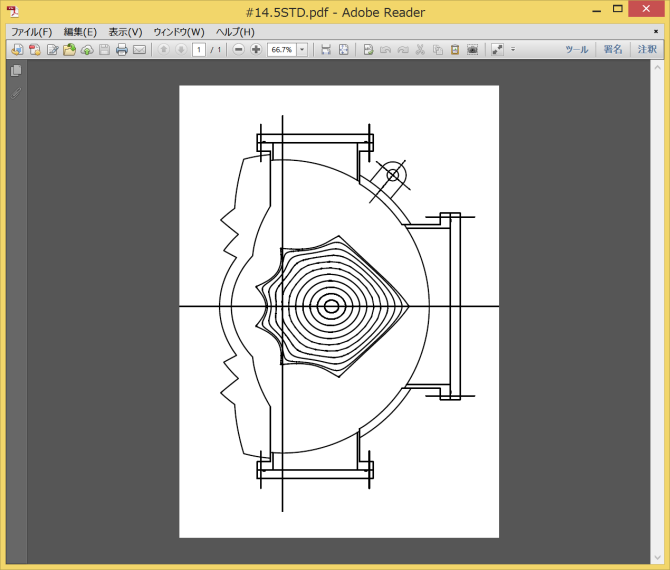 #14.5STD.pdf - Adobe Reader
ファイル(F) 編集(E) 表示(V) ウィンドウ(W) ヘルプ(H)
1 / 1 66.7% ツール 署名 注釈